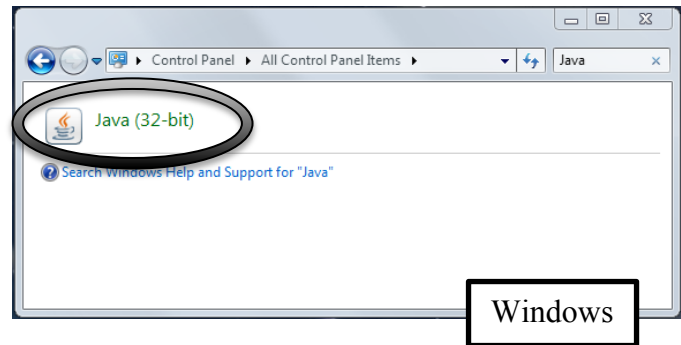 Control Panel All Control Panel Items Java
Java (32-bit)
Search Windows Help and Support for "Java"
Windows